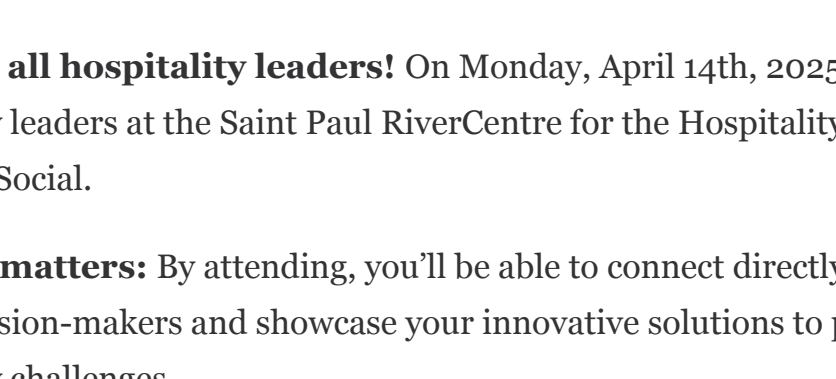 all hospitality leaders! On Monday, April 14th, 2025
leaders at the Saint Paul RiverCentre for the Hospitality
Social.
matters: By attending, you’ll be able to connect directly
sion-makers and showcase your innovative solutions to
challenges